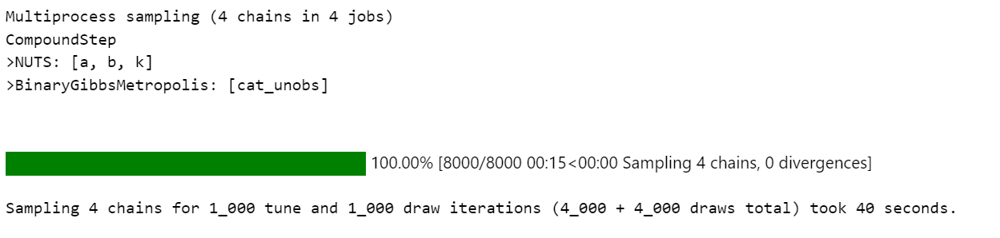 Multiprocess sampling (4 chains in 4 jobs)
CompoundStep
>NUTS: [a, b, k]
>BinaryGibbsMetropolis: [cat_unobs]
100.00% [8000/8000 00:15<00:00 Sampling 4 chains, 0 divergences]
Sampling 4 chains for 1_000 tune and 1_000 draw iterations (4_000 + 4_000 draws total) took 40 seconds.